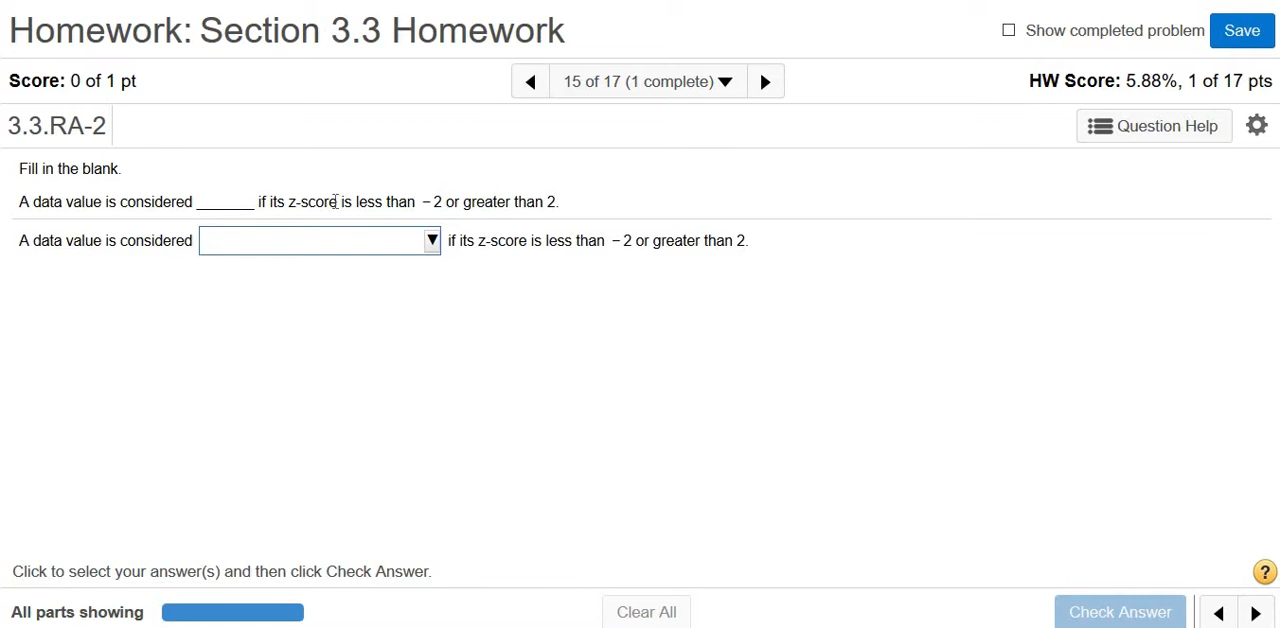 Homework: Section 3.3 Homework
Show completed problem
Save
Score: 0 of 1 pt
15 of 17 (1 complete)
HW Score: 5.88%, 1 of 17 pts
3.3.RA-2
Question Help
Fill in the blank.
A data value is considered _______ if its z-score is less than −2 or greater than 2.
A data value is considered if its z-score is less than −2 or greater than 2.
Click to select your answer(s) and then click Check Answer.
?
All parts showing
Clear All
Check Answer